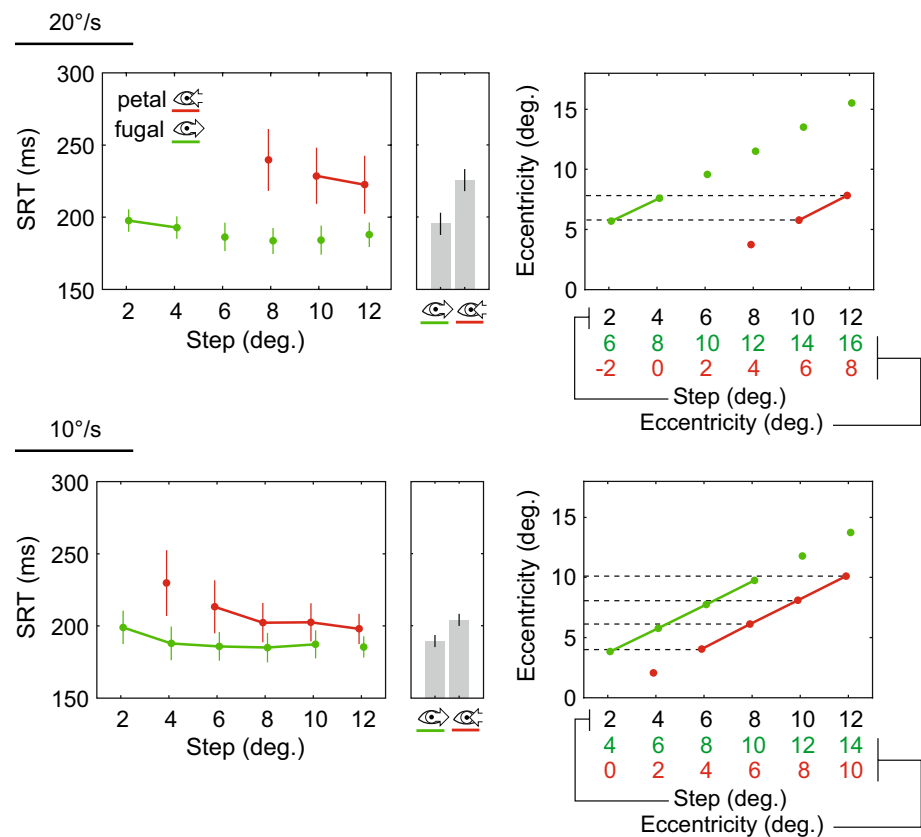 20°/s
300
250
200
150
SRT (ms)
petal
fugal
2 4 6 8 10 12
Step (deg.)
15
10
5
0
Eccentricity (deg.)
2 4 6 8 10 12
6 8 10 12 14 16
-2 0 2 4 6 8
Step (deg.)
Eccentricity (deg.)
10°/s
300
250
200
150
SRT (ms)
2 4 6 8 10 12
Step (deg.)
15
10
5
0
Eccentricity (deg.)
2 4 6 8 10 12
4 6 8 10 12 14
0 2 4 6 8 10
Step (deg.)
Eccentricity (deg.)